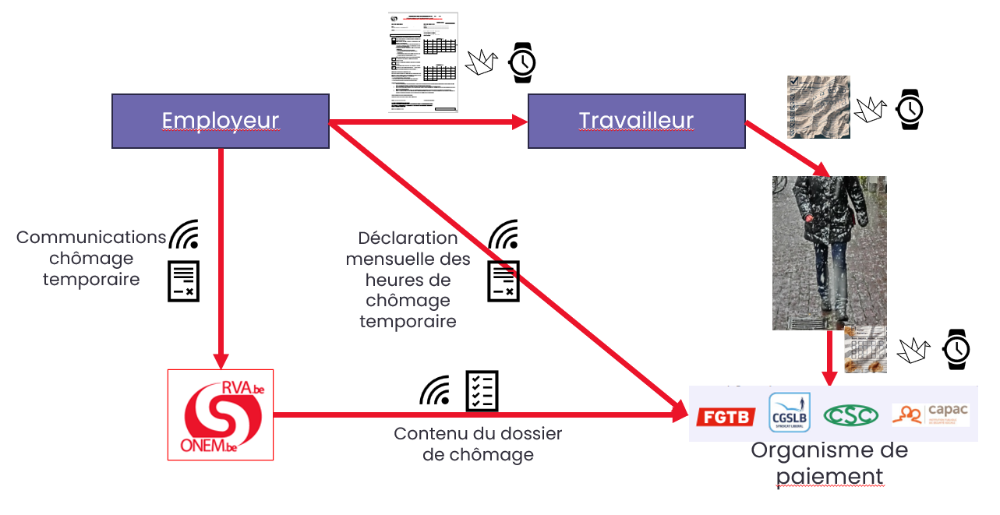 Employeur
Travailleur
Communications
chômage
temporaire
Déclaration
mensuelle des
heures de
chômage
temporaire
RVA.be
ONEM.be
Contenu du dossier
de chômage
FGTB
CGSLB
SYNDICAT LIBERAL
CSC
capac
Organisme de
paiement